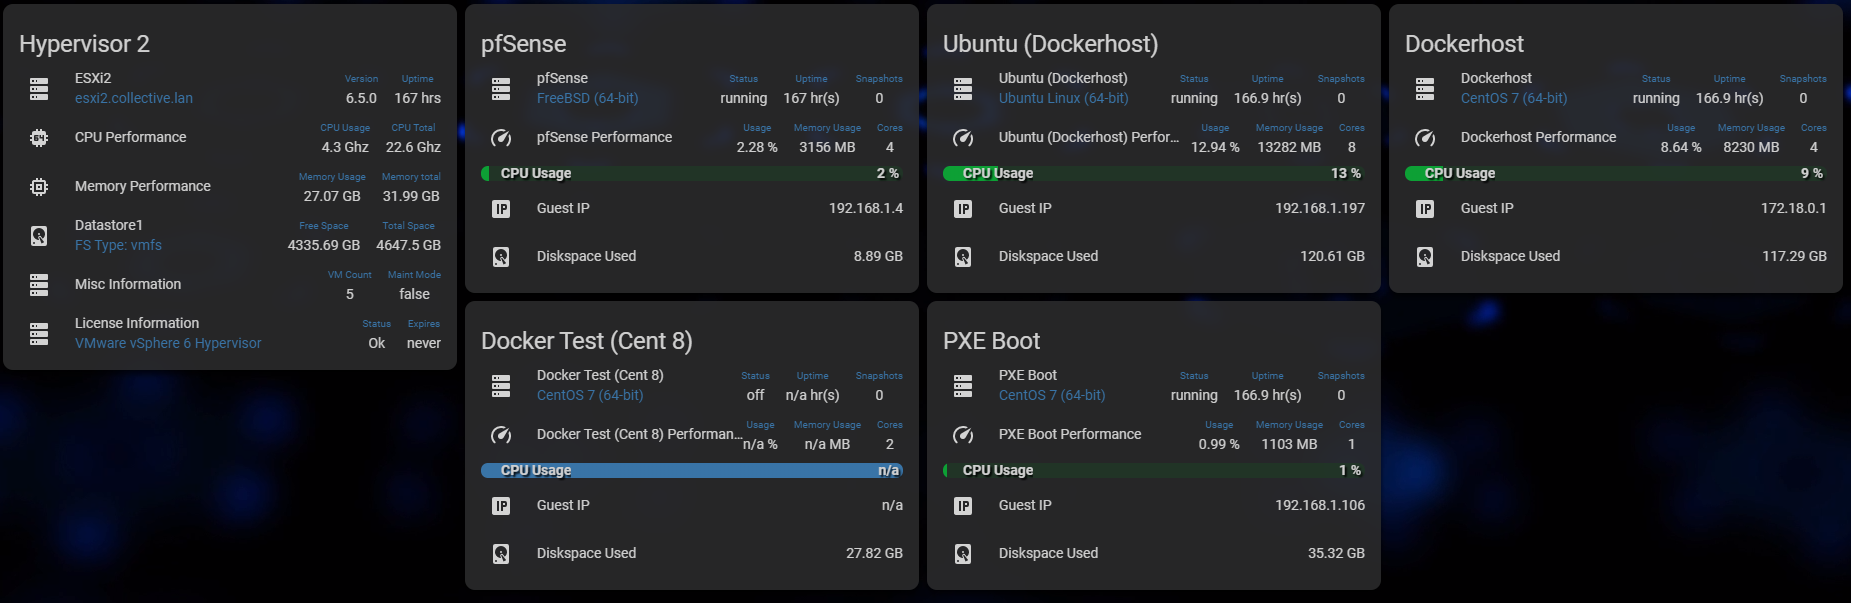 Hypervisor 2
ESXi2
esxi2.collective.lan
Version Uptime
6.5.0 167 hrs
CPU Performance
CPU Usage CPU Total
4.3 Ghz 22.6 Ghz
Memory Performance
Memory Usage Memory total
27.07 GB 31.99 GB
Datastore1
FS Type: vmfs
Free Space Total Space
4335.69 GB 4647.5 GB
Misc Information
VM Count Maint Mode
5 false
License Information
VMware vSphere 6 Hypervisor
Status Expires
Ok never
pfSense
pfSense
FreeBSD (64-bit)
Status Uptime Snapshots
running 167 hr(s) 0
pfSense Performance
Usage Memory Usage Cores
2.28 % 3156 MB 4
CPU Usage 2 %
IP Guest IP 192.168.1.4
Diskspace Used 8.89 GB
Ubuntu (Dockerhost)
Ubuntu (Dockerhost)
Ubuntu Linux (64-bit)
Status Uptime Snapshots
running 166.9 hr(s) 0
Ubuntu (Dockerhost) Perfor...
Usage Memory Usage Cores
12.94 % 13282 MB 8
CPU Usage 13 %
IP Guest IP 192.168.1.197
Diskspace Used 120.61 GB
Dockerhost
Dockerhost
CentOS 7 (64-bit)
Status Uptime Snapshots
running 166.9 hr(s) 0
Dockerhost Performance
Usage Memory Usage Cores
8.64 % 8230 MB 4
CPU Usage 9 %
IP Guest IP 172.18.0.1
Diskspace Used 117.29 GB
Docker Test (Cent 8)
Docker Test (Cent 8)
CentOS 7 (64-bit)
Status Uptime Snapshots
off n/a hr(s) 0
Docker Test (Cent 8) Performan...
Usage Memory Usage Cores
n/a % n/a MB 2
CPU Usage n/a
IP Guest IP n/a
Diskspace Used 27.82 GB
PXE Boot
PXE Boot
CentOS 7 (64-bit)
Status Uptime Snapshots
running 166.9 hr(s) 0
PXE Boot Performance
Usage Memory Usage Cores
0.99 % 1103 MB 1
CPU Usage 1 %
IP Guest IP 192.168.1.106
Diskspace Used 35.32 GB